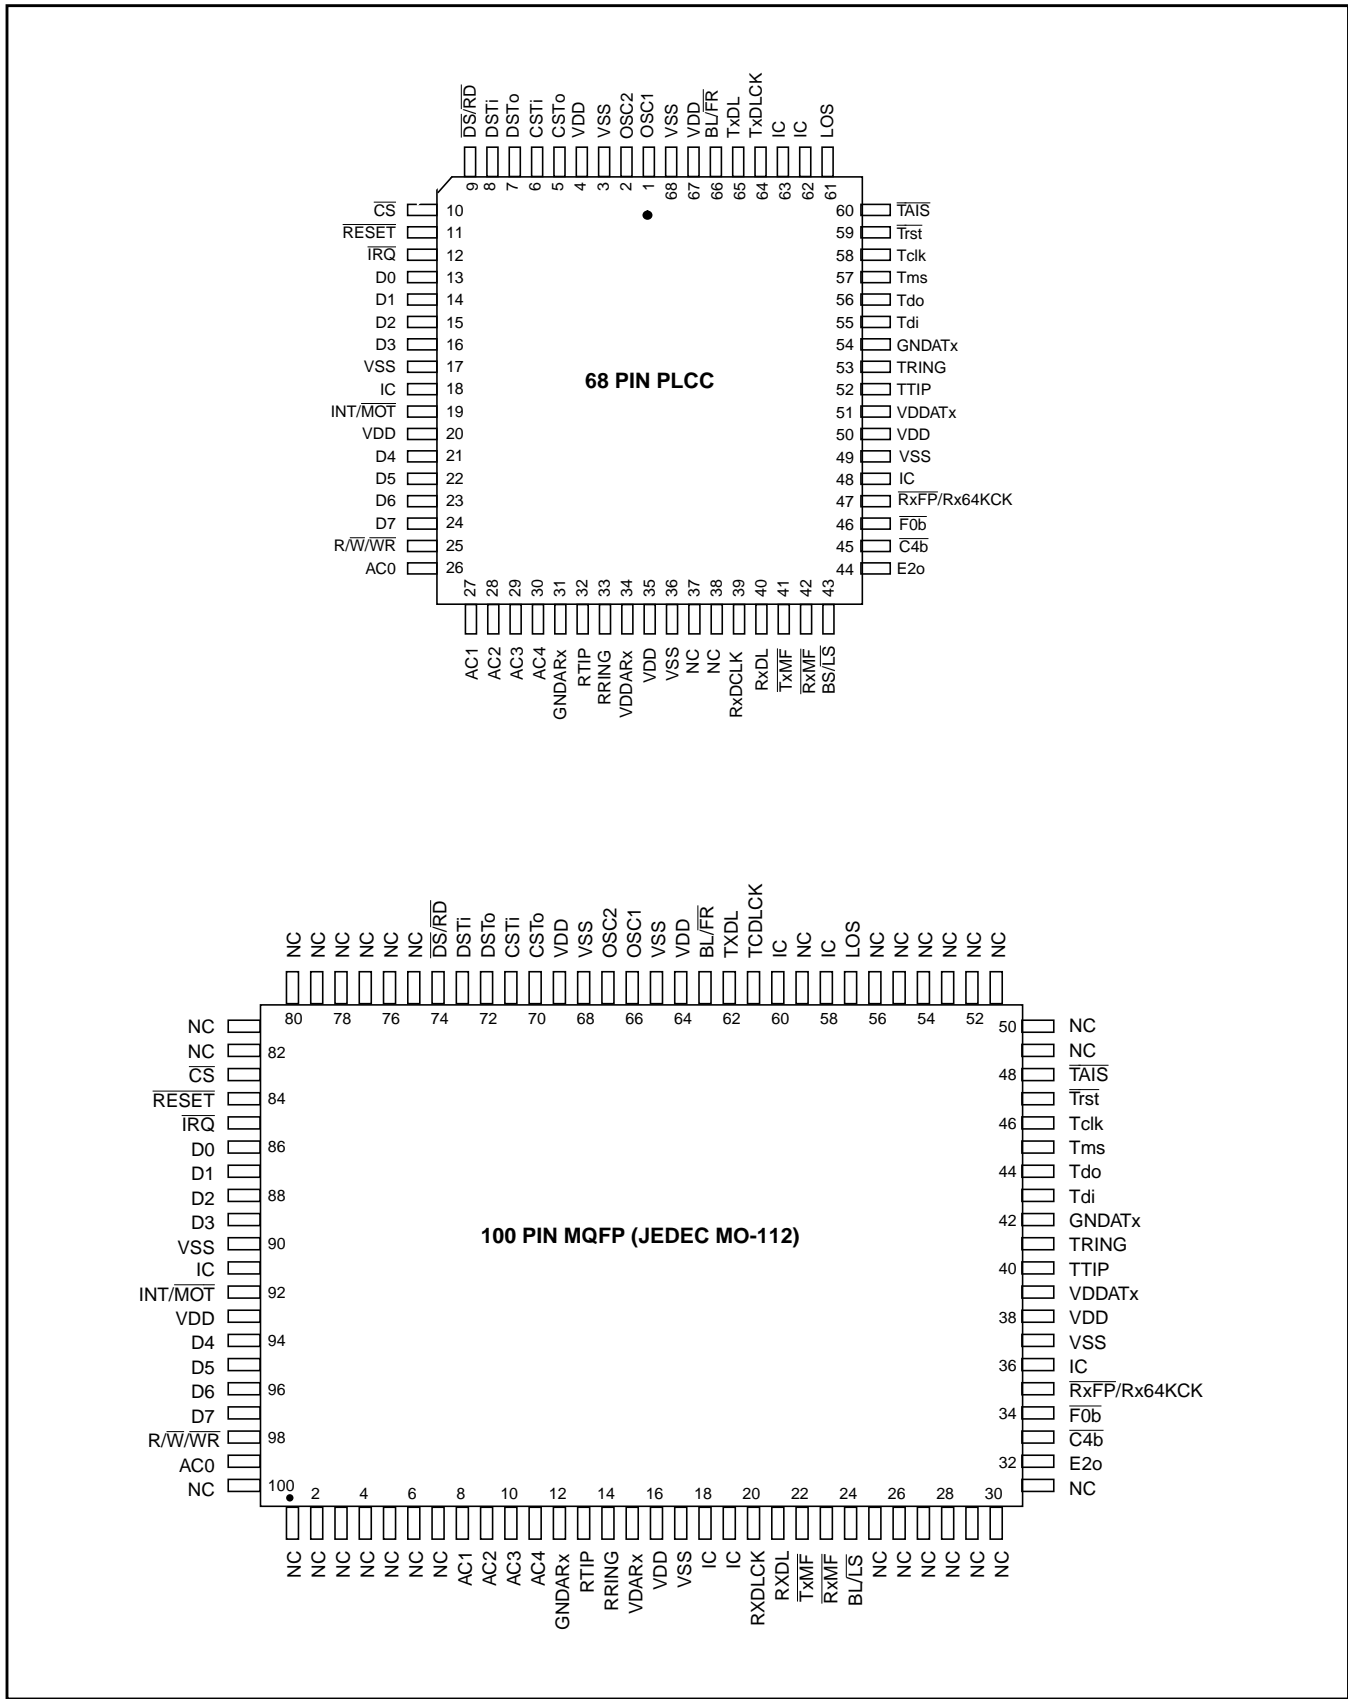 DS/RD DSTi DSTo CSTi CSTo VDD VSS OSC2 OSC1 VSS VDD BL/FR TxDL TxDLCK IC IC LOS
9 8 7 6 5 4 3 2 1 68 67 66 65 64 63 62 61
CS 10 60 TAIS
RESET 11 59 Trst
IRQ 12 58 Tclk
D0 13 57 Tms
D1 14 56 Tdo
D2 15 55 Tdi
D3 16 54 GNDATx
VSS 17 53 TRING
68 PIN PLCC
IC 18 52 TTIP
INT/MOT 19 51 VDDATx
VDD 20 50 VDD
D4 21 49 VSS
D5 22 48 IC
D6 23 47 RxFP/Rx64KCK
D7 24 46 F0b
R/W/WR 25 45 C4b
AC0 26 44 E2o
27 28 29 30 31 32 33 34 35 36 37 38 39 40 41 42 43
AC1 AC2 AC3 AC4 GNDARx RTIP RRING VDDARx VDD VSS NC NC RxDCLK RxDL TxMF RxMF BS/LS
NC NC NC NC NC NC DS/RD DSTi DSTo CSTi CSTo VDD VSS OSC2 OSC1 VSS VDD BL/FR TXDL TCDLCK IC NC IC LOS NC NC NC NC NC NC
80 78 76 74 72 70 68 66 64 62 60 58 56 54 52
NC 50 NC
NC 82 NC
CS 48 TAIS
RESET 84 Trst
IRQ 46 Tclk
D0 86 Tms
D1 44 Tdo
D2 88 Tdi
D3 42 GNDATx
100 PIN MQFP (JEDEC MO-112)
VSS 90 TRING
IC 40 TTIP
INT/MOT 92 VDDATx
VDD 38 VDD
D4 94 VSS
D5 36 IC
D6 96 RxFP/Rx64KCK
D7 34 F0b
R/W/WR 98 C4b
AC0 32 E2o
NC 100 NC
2 4 6 8 10 12 14 16 18 20 22 24 26 28 30
NC NC NC NC NC NC NC AC1 AC2 AC3 AC4 GNDARx RTIP RRING VDARx VDD VSS IC IC RXDLCK RXDL TxMF RxMF BL/LS NC NC NC NC NC NC